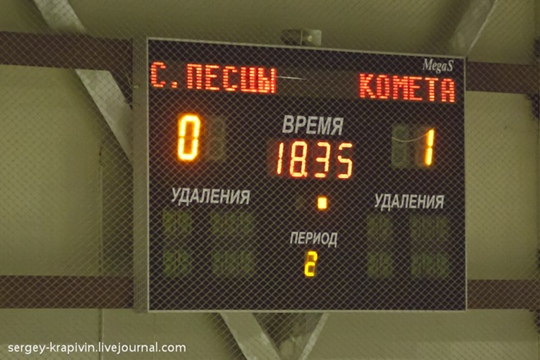 MegaS
С.ПЕСЦЫ КОМЕТА
0 ВРЕМЯ 1
18.35
УДАЛЕНИЯ УДАЛЕНИЯ
ПЕРИОД
2
sergey-krapivin.livejournal.com